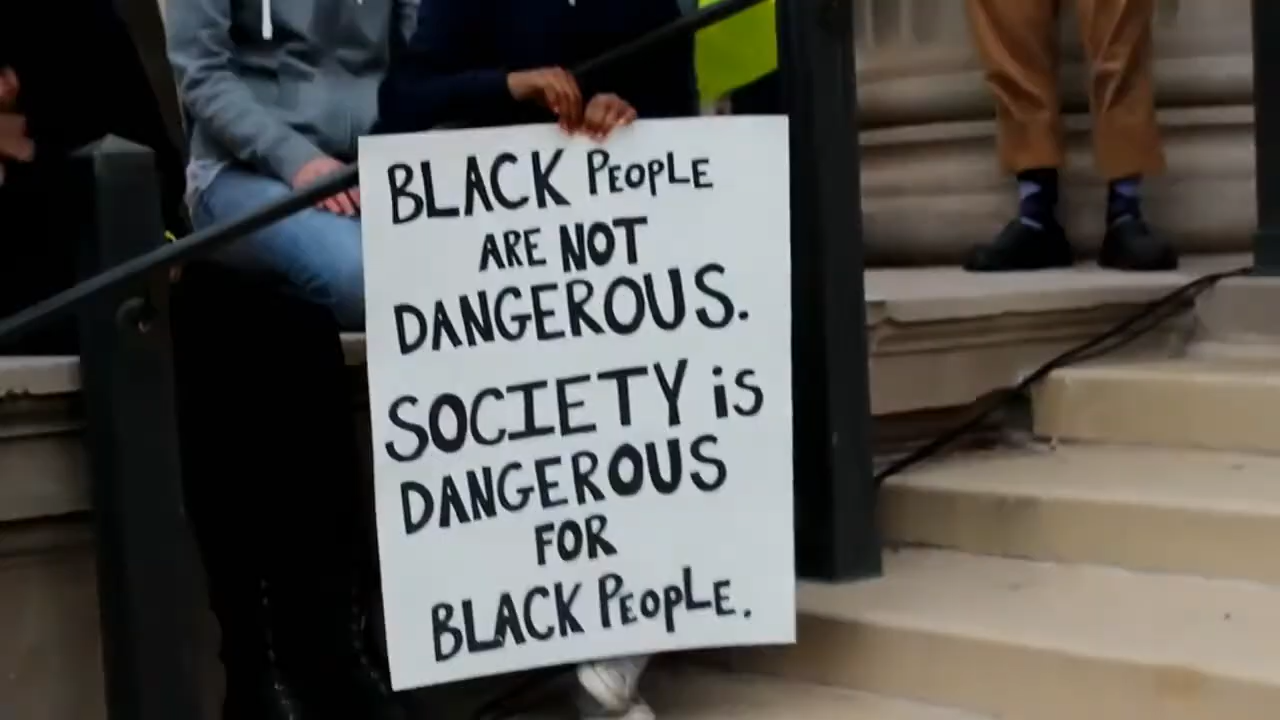 BLACK PEOPLE
ARE NOT
DANGEROUS.
SOCIETY is
DANGEROUS
FOR
BLACK PEOPLE.